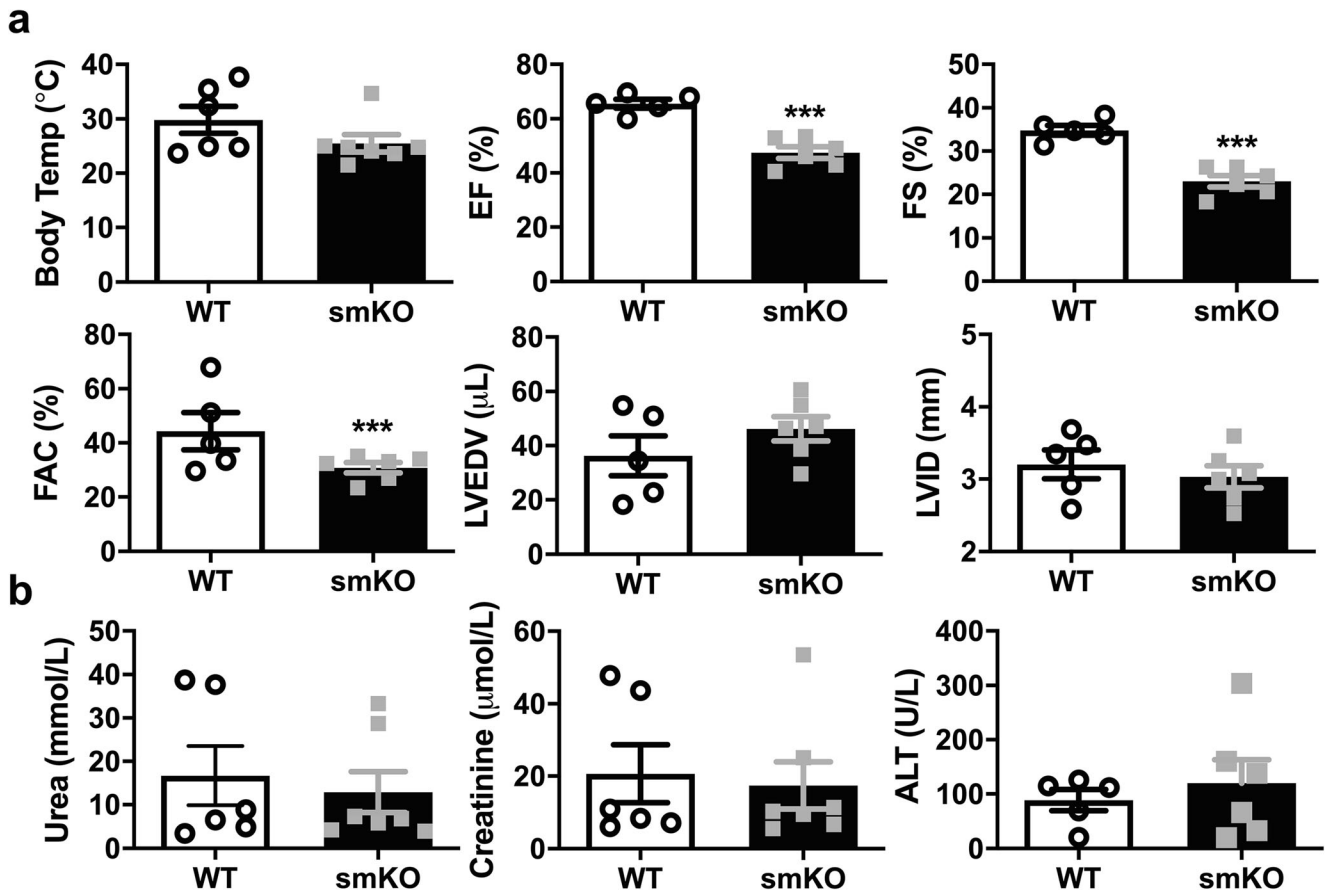 a
Body Temp (°C)
40
30
20
10
0
WT
smKO
EF (%)
80
60
40
20
0
***
WT
smKO
FS (%)
50
40
30
20
10
0
***
WT
smKO
FAC (%)
80
60
40
20
0
***
WT
smKO
LVEDV (μL)
80
60
40
20
0
WT
smKO
LVID (mm)
5
4
3
2
WT
smKO
b
Urea (mmol/L)
50
40
30
20
10
0
WT
smKO
Creatinine (μmol/L)
60
40
20
0
WT
smKO
ALT (U/L)
400
300
200
100
0
WT
smKO